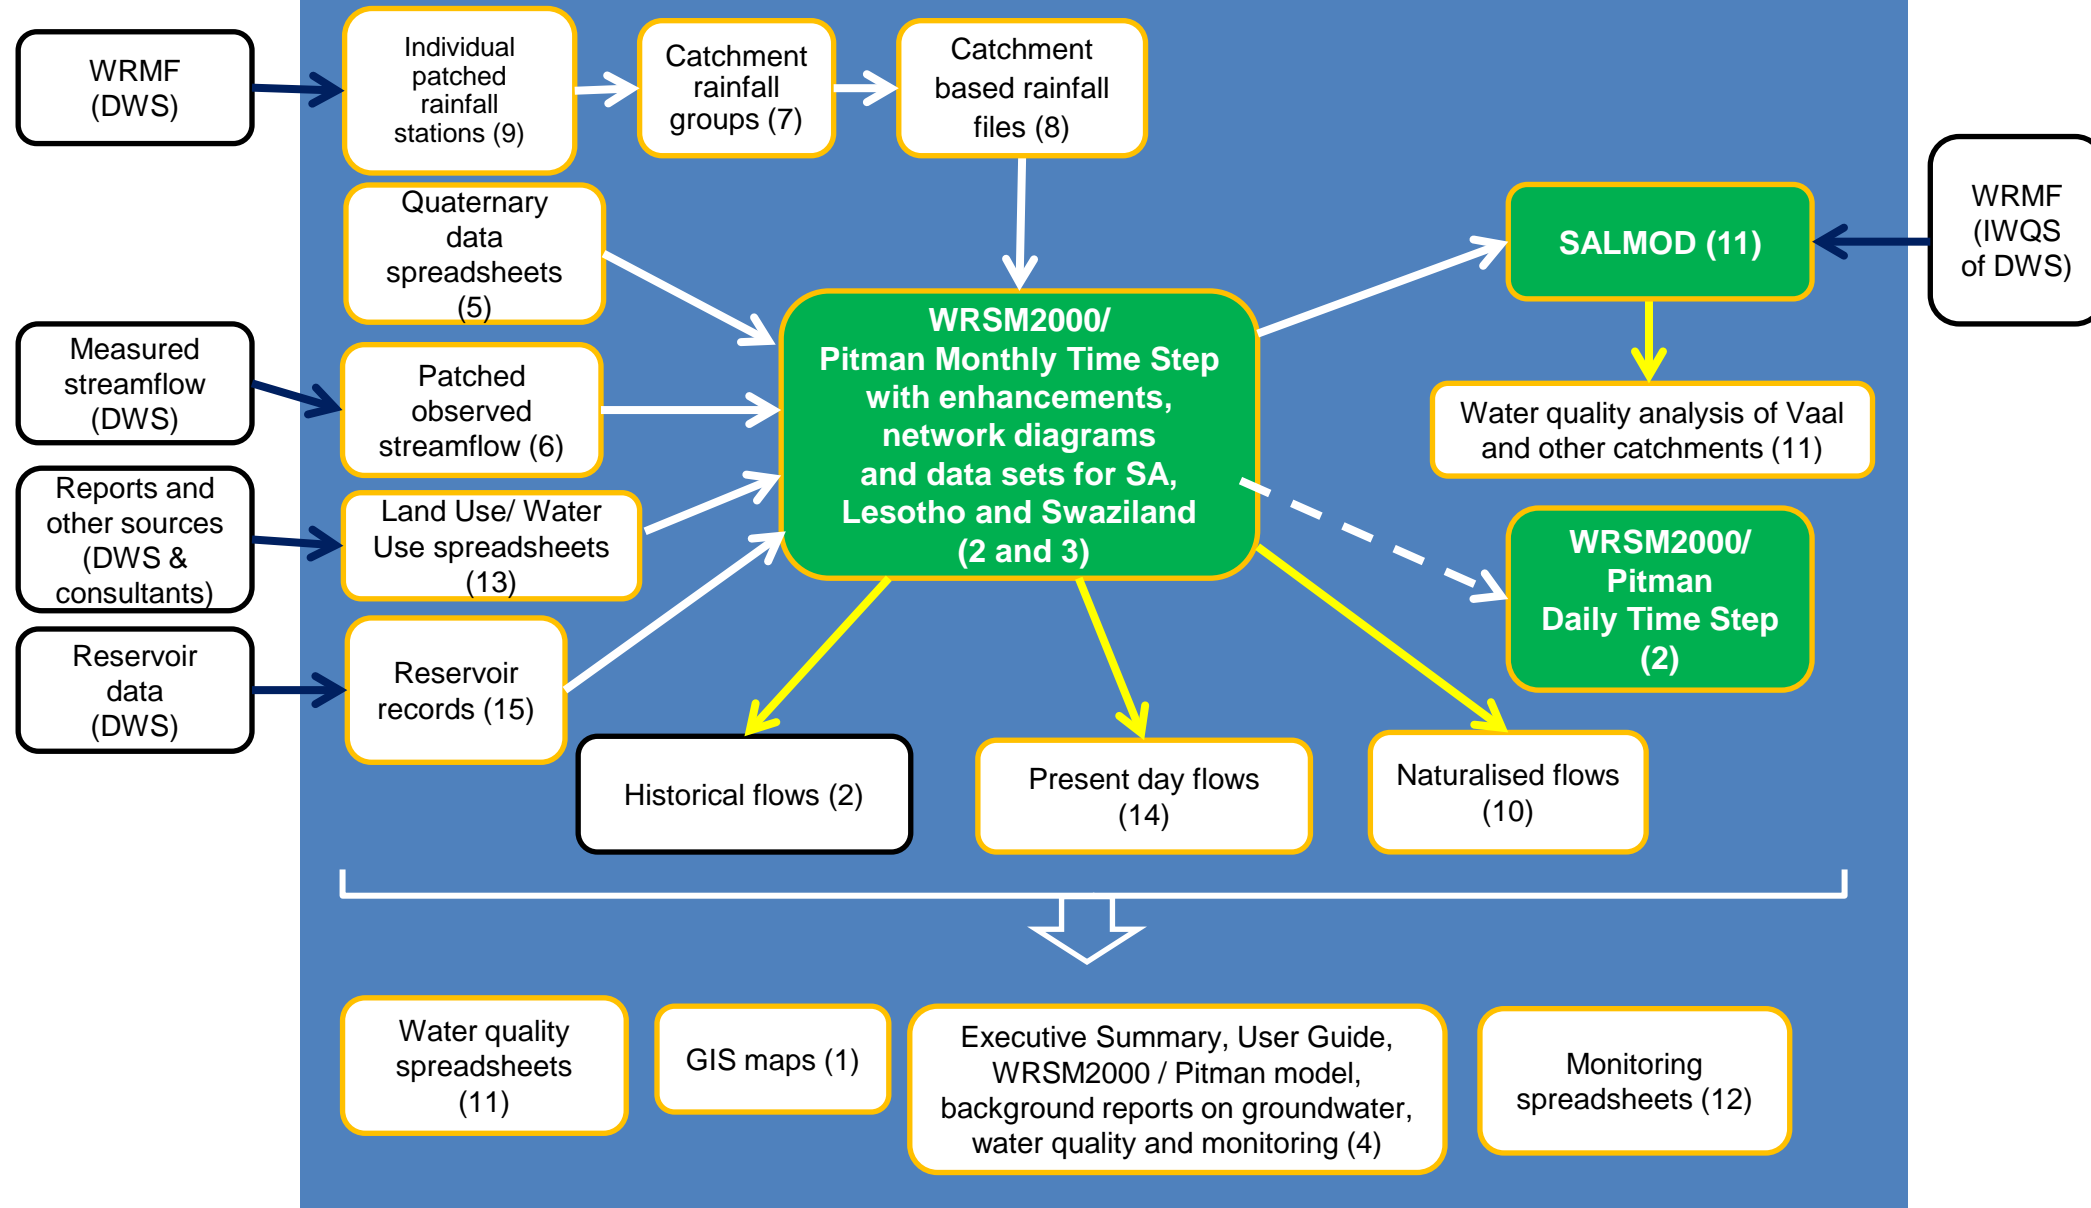 WRMF
(DWS)
Individual
patched
rainfall
stations (9)
Catchment
rainfall
groups (7)
Catchment
based rainfall
files (8)
Quaternary
data
spreadsheets
(5)
WRMF
(IWQS
of DWS)
SALMOD (11)
Measured
streamflow
(DWS)
Patched
observed
streamflow (6)
WRSM2000/
Pitman Monthly Time Step
with enhancements,
network diagrams
and data sets for SA,
Lesotho and Swaziland
(2 and 3)
Water quality analysis of Vaal
and other catchments (11)
Reports and
other sources
(DWS &
consultants)
Land Use/ Water
Use spreadsheets
(13)
WRSM2000/
Pitman
Daily Time Step
(2)
Reservoir
data
(DWS)
Reservoir
records (15)
Historical flows (2)
Present day flows
(14)
Naturalised flows
(10)
Water quality
spreadsheets
(11)
GIS maps (1)
Executive Summary, User Guide,
WRSM2000 / Pitman model,
background reports on groundwater,
water quality and monitoring (4)
Monitoring
spreadsheets (12)